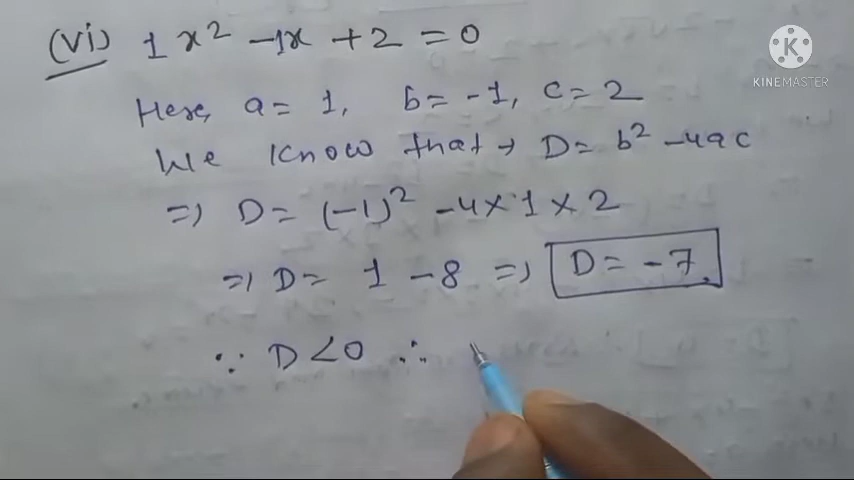 (vi) 1x² -1x +2 = 0
K
KINEMASTER
Here, a= 1, b= -1, c= 2
We know that → D= b² -4ac
=> D= (-1)² -4×1×2
=> D= 1 -8 => D= -7.
∵ D<0 ∴